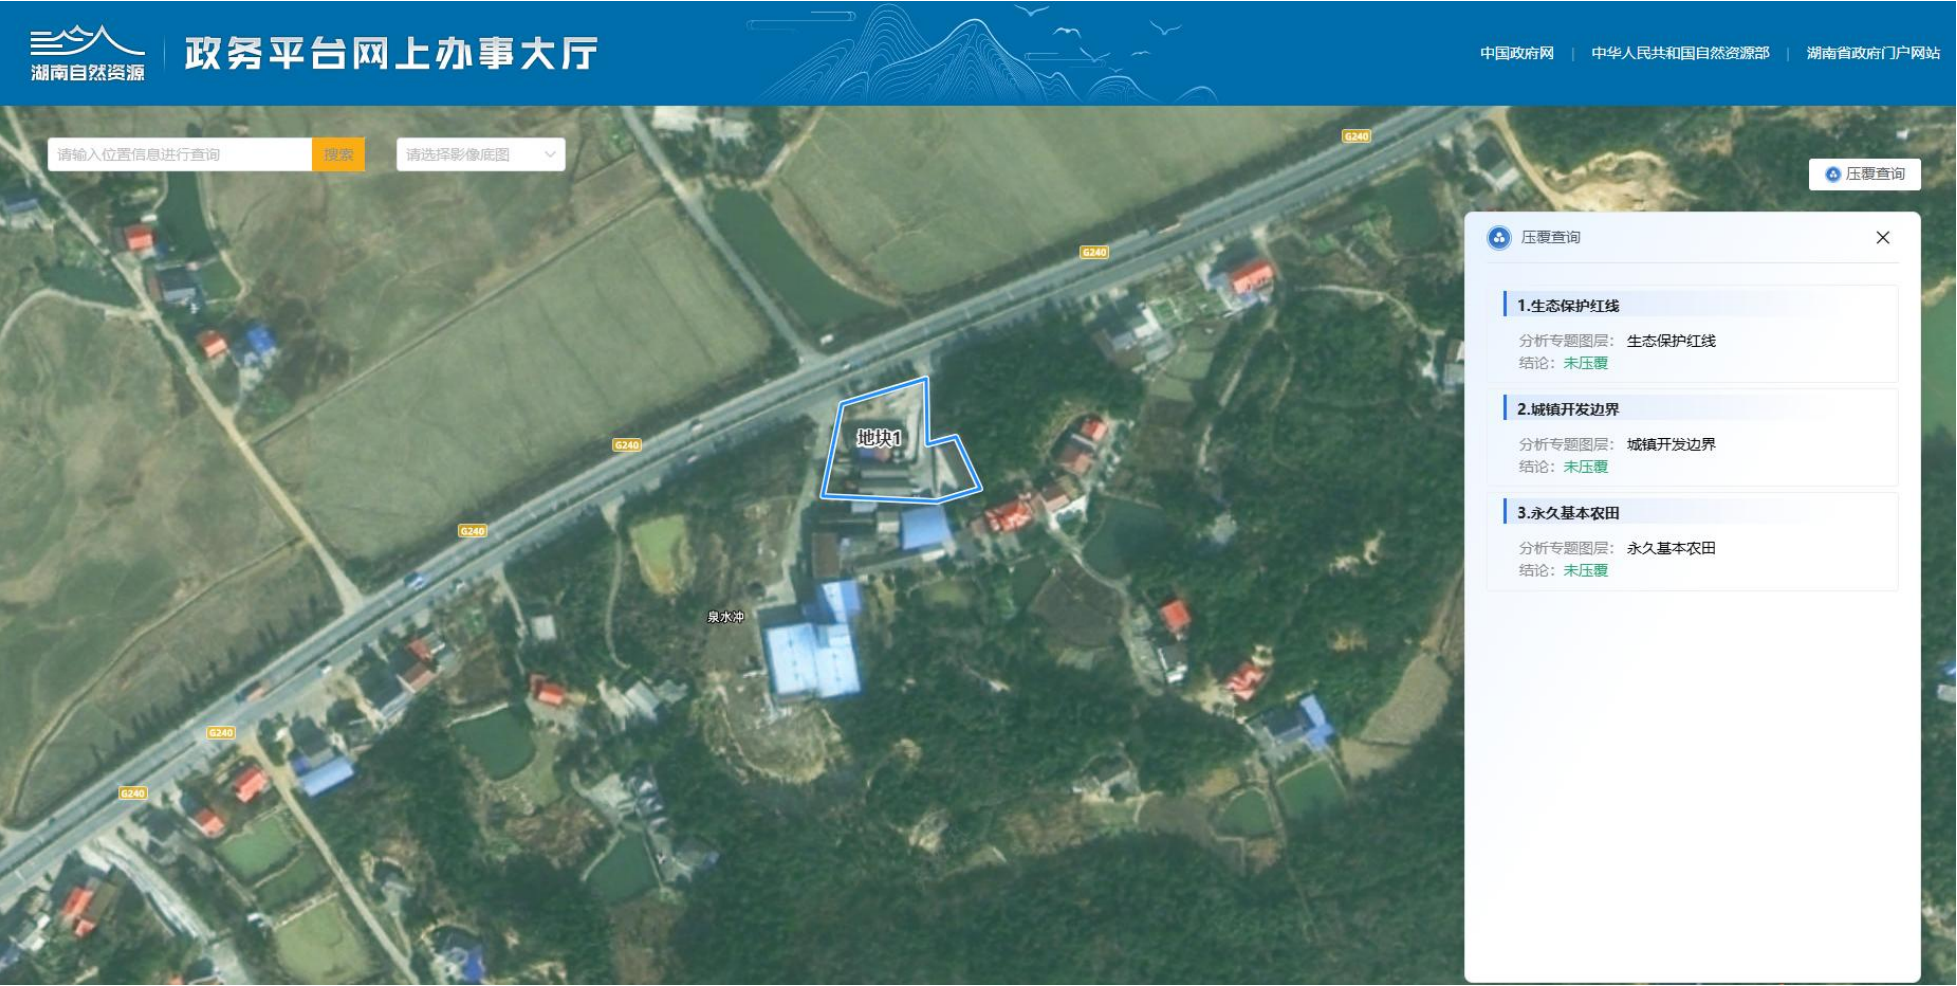 湖南自然资源
政务平台网上办事大厅
中国政府网 | 中华人民共和国自然资源部 | 湖南省政府门户网站
请输入位置信息进行查询
搜索
请选择影像底图
G240
压覆查询
压覆查询
G240
1.生态保护红线
分析专题图层: 生态保护红线
结论: 未压覆
2.城镇开发边界
分析专题图层: 城镇开发边界
结论: 未压覆
地块1
G240
3.永久基本农田
分析专题图层: 永久基本农田
结论: 未压覆
G240
泉水冲
G240
G240